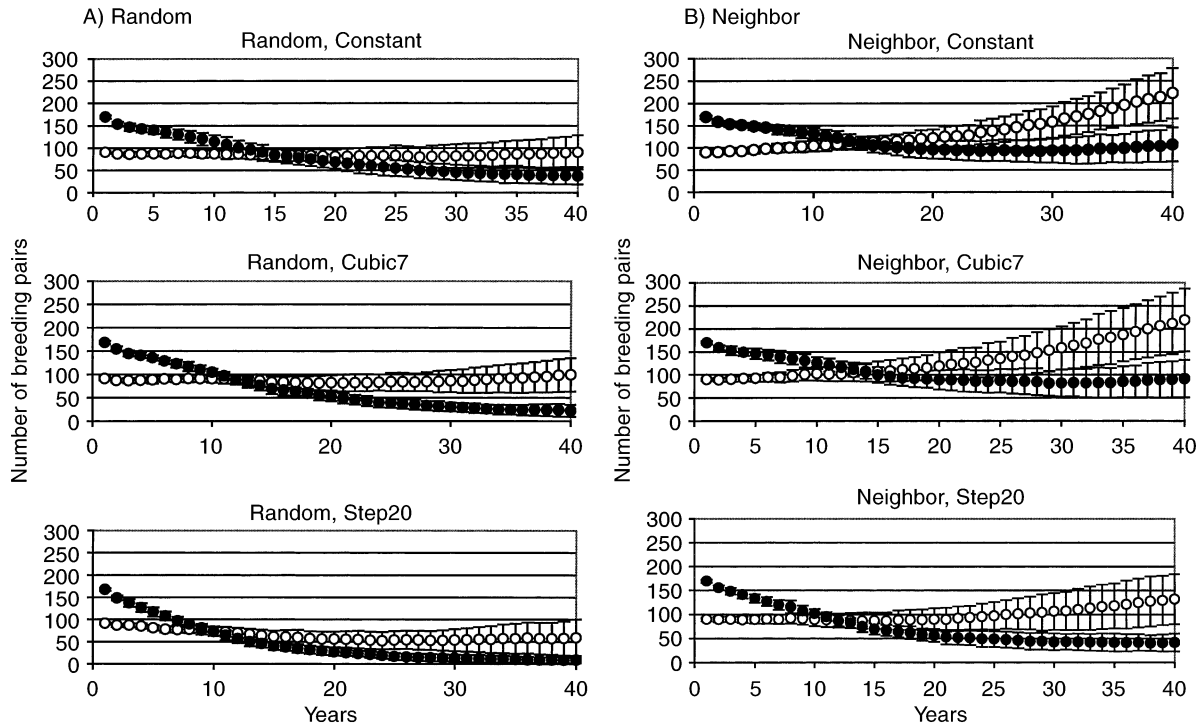 A) Random
Random, Constant
300
250
200
150
100
50
0
0 5 10 15 20 25 30 35 40
Random, Cubic7
300
250
200
150
100
50
0
0 10 20 30 40
Random, Step20
300
250
200
150
100
50
0
0 10 20 30 40
Years
Number of breeding pairs
B) Neighbor
Neighbor, Constant
300
250
200
150
100
50
0
0 10 20 30 40
Neighbor, Cubic7
300
250
200
150
100
50
0
0 5 10 15 20 25 30 35 40
Neighbor, Step20
300
250
200
150
100
50
0
0 5 10 15 20 25 30 35 40
Years
Number of breeding pairs